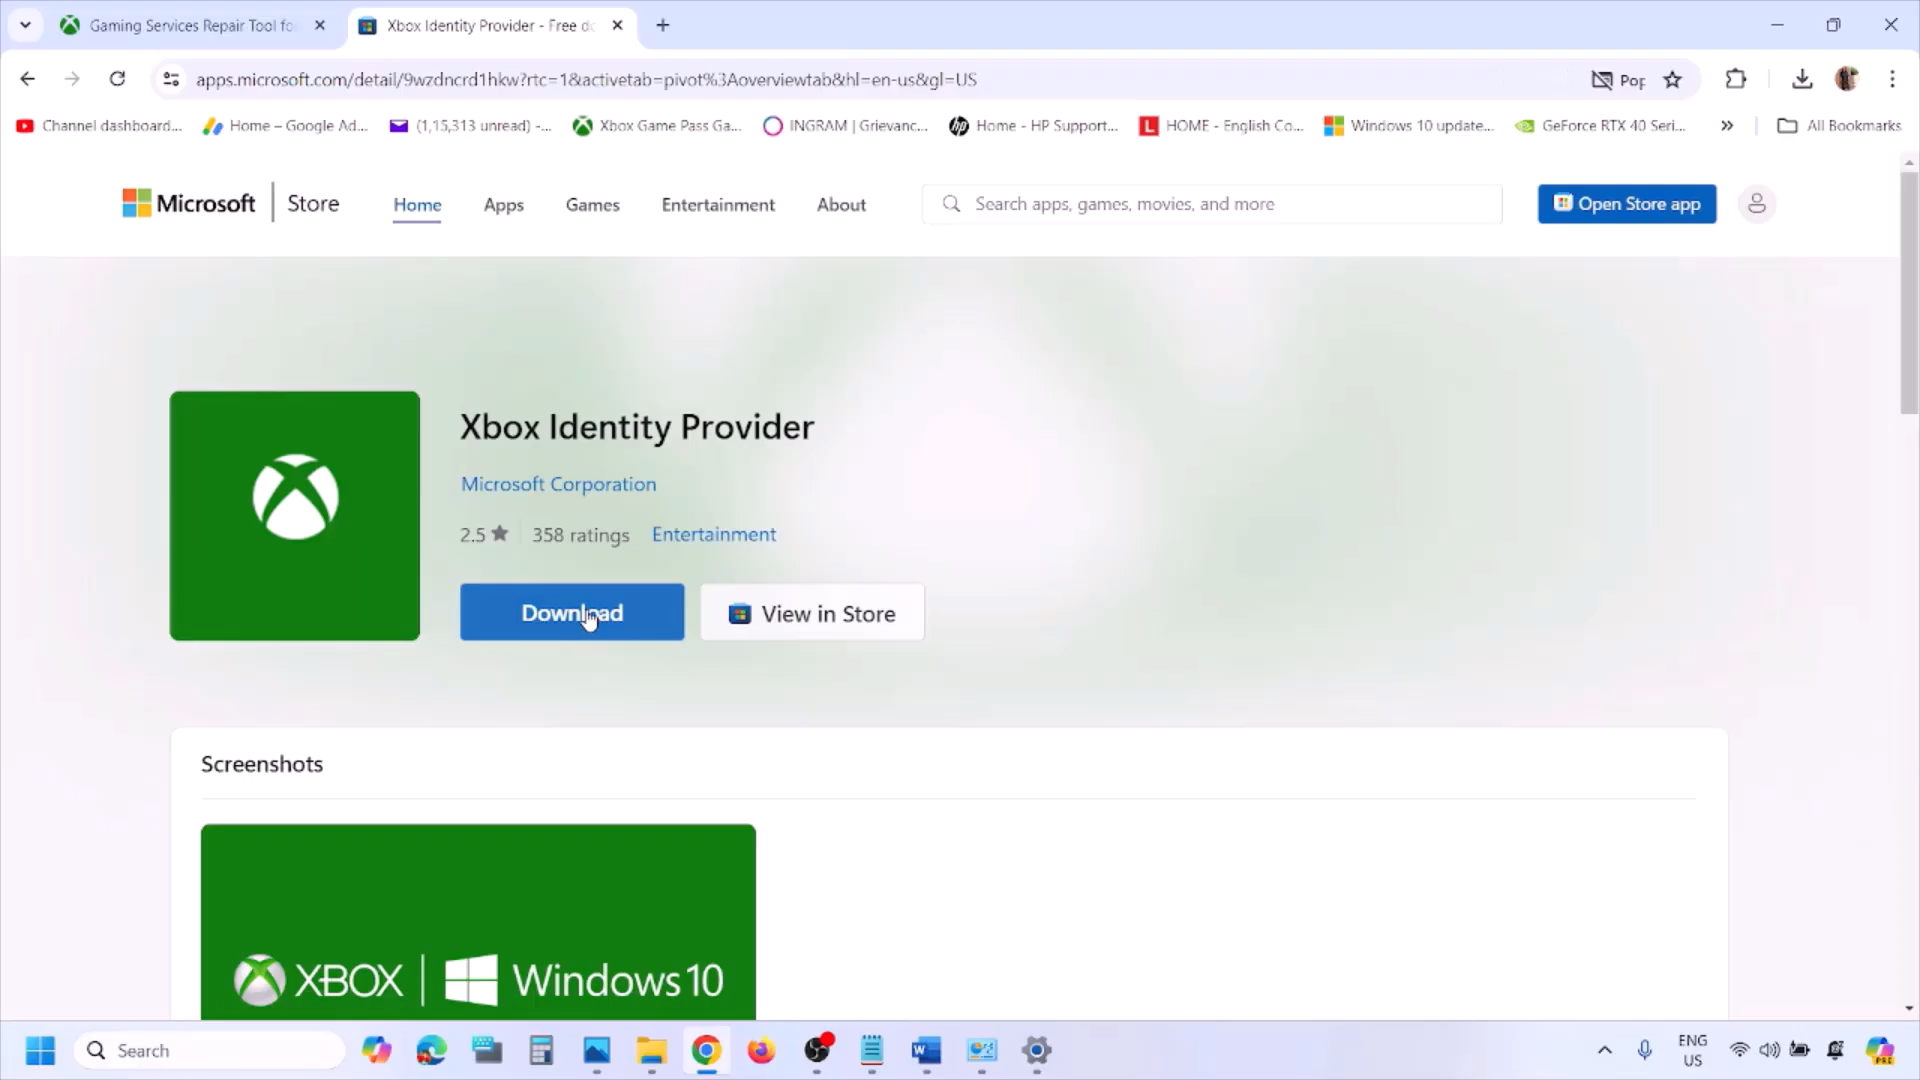 Gaming Services Repair Tool fo
Xbox Identity Provider - Free do
apps.microsoft.com/detail/9wzdncrd1hkw?rtc=1&activetab=pivot%3Aoverviewtab&hl=en-us&gl=US
Pop
Channel dashboard...
Home – Google Ad...
(1,15,313 unread) -...
Xbox Game Pass Ga...
INGRAM | Grievanc...
Home - HP Support...
HOME - English Co...
Windows 10 update...
GeForce RTX 40 Seri...
All Bookmarks
Microsoft Store Home Apps Games Entertainment About Search apps, games, movies, and more Open Store app
Xbox Identity Provider
Microsoft Corporation
2.5 ★ 358 ratings Entertainment
Download View in Store
Screenshots
XBOX | Windows 10
Search
ENG
US
PRE